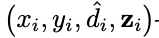 (x_i, y_i, \hat{d}_i, \mathbf{z}_i)-